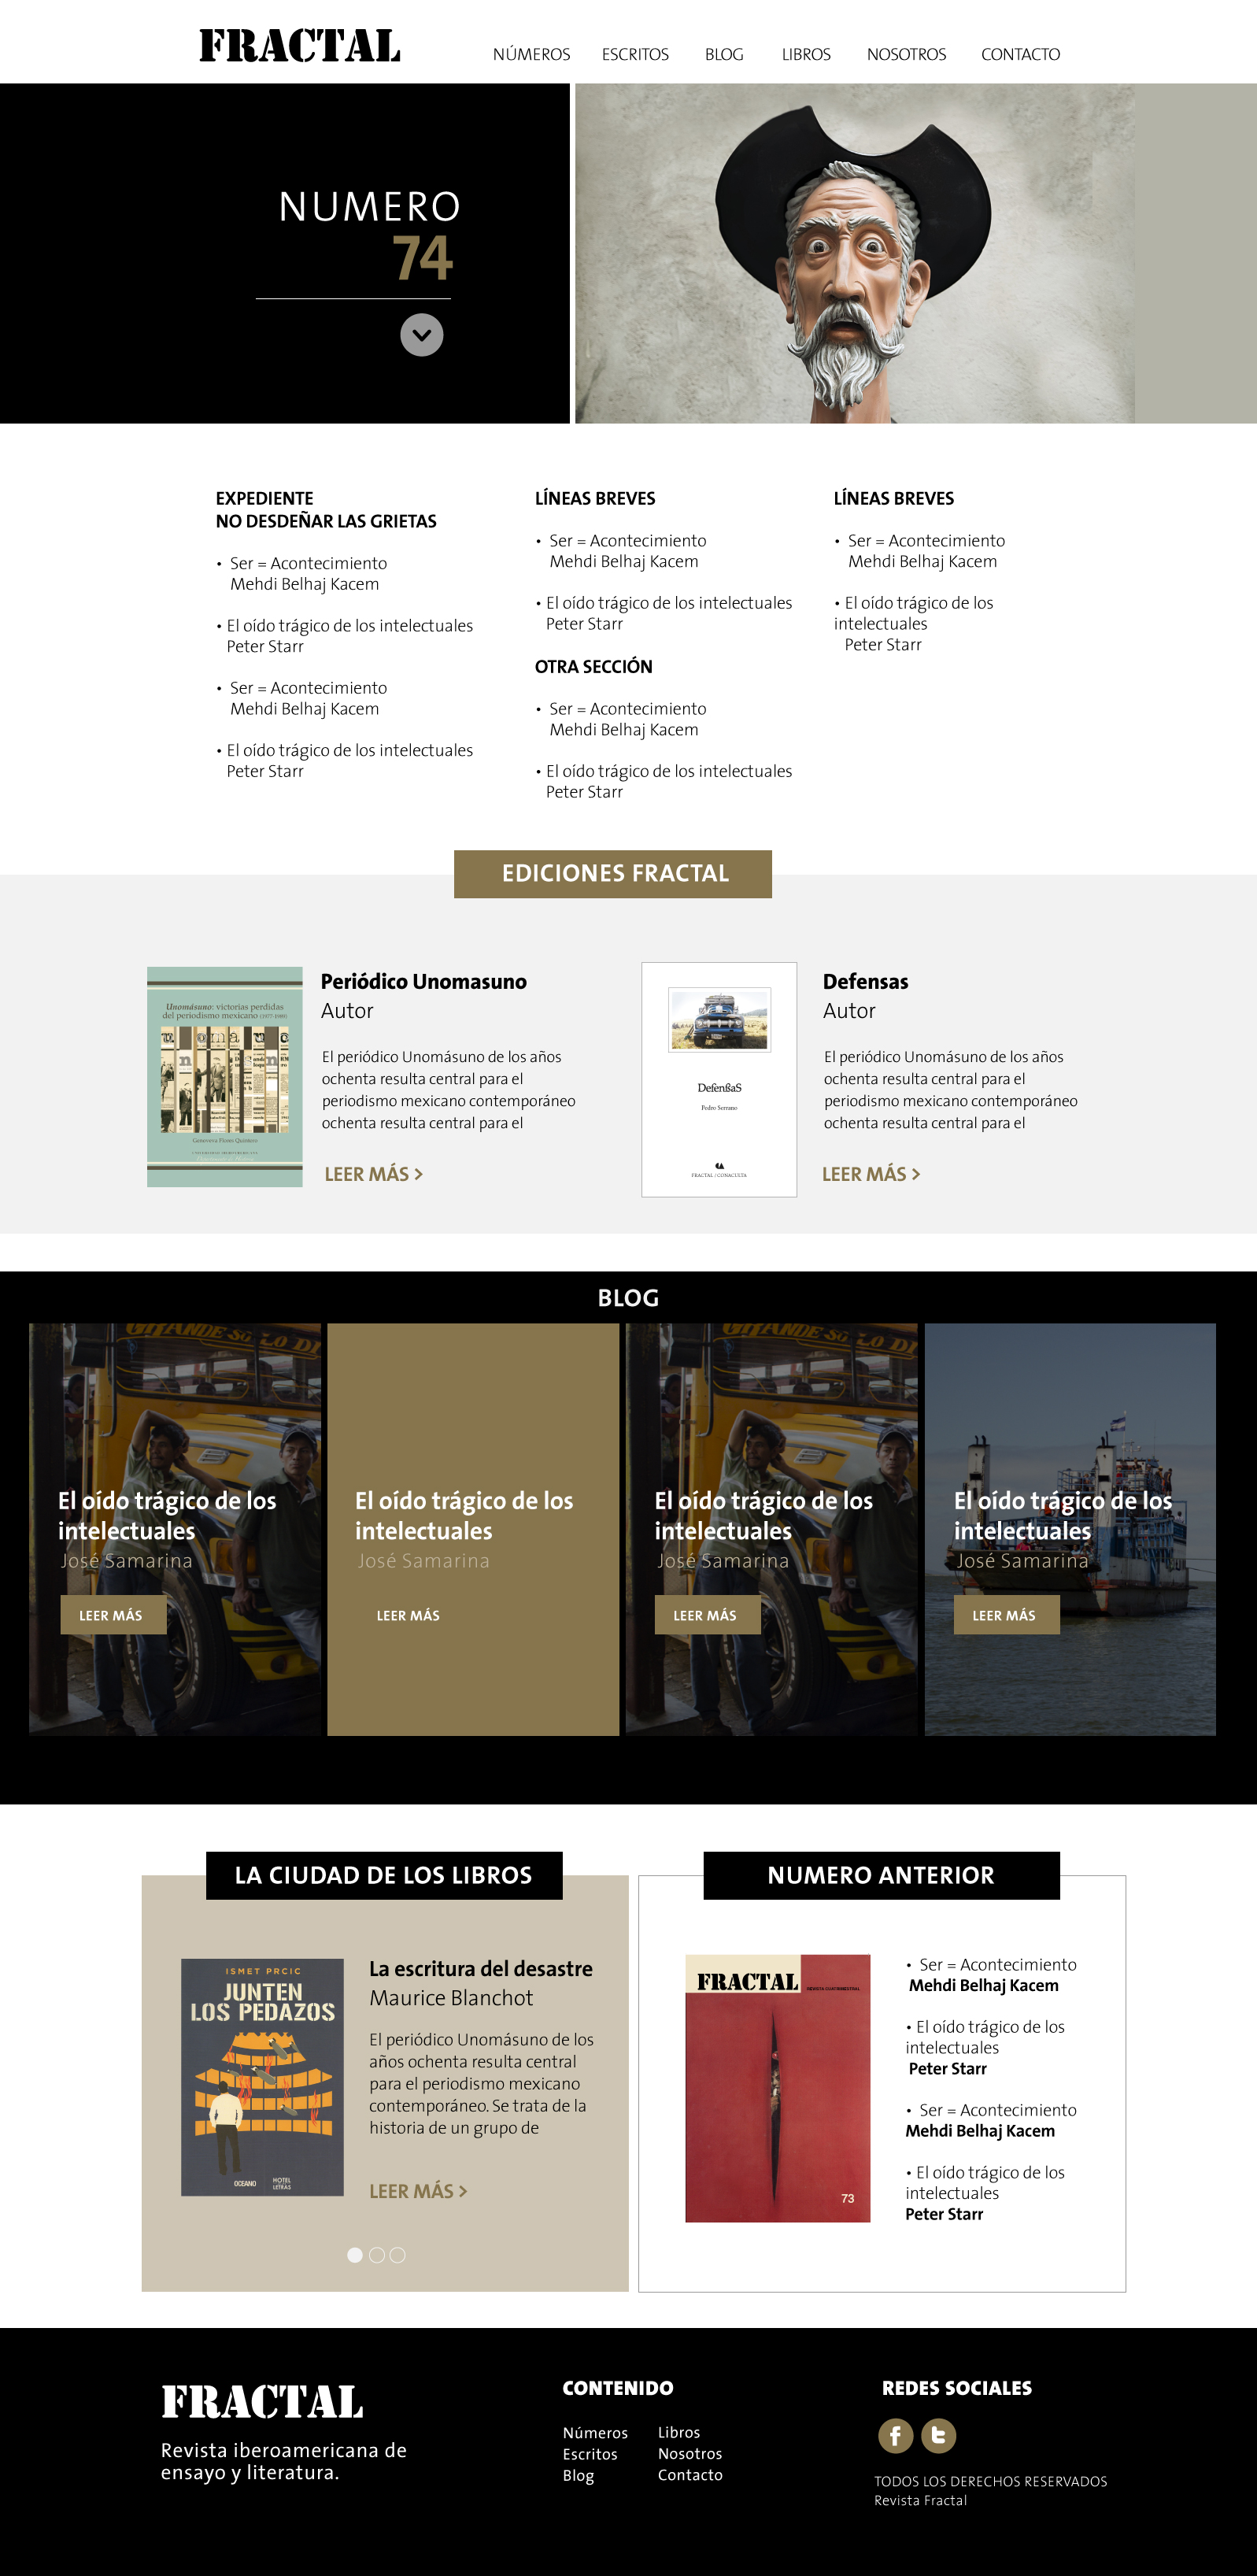 FRACTAL
NÚMEROS
ESCRITOS
BLOG
LIBROS
NOSOTROS
CONTACTO
NUMERO
74
EXPEDIENTE
NO DESDEÑAR LAS GRIETAS
• Ser = Acontecimiento
Mehdi Belhaj Kacem
• El oído trágico de los intelectuales
Peter Starr
• Ser = Acontecimiento
Mehdi Belhaj Kacem
• El oído trágico de los intelectuales
Peter Starr
LÍNEAS BREVES
• Ser = Acontecimiento
Mehdi Belhaj Kacem
• El oído trágico de los intelectuales
Peter Starr
OTRA SECCIÓN
• Ser = Acontecimiento
Mehdi Belhaj Kacem
• El oído trágico de los intelectuales
Peter Starr
LÍNEAS BREVES
• Ser = Acontecimiento
Mehdi Belhaj Kacem
• El oído trágico de los
intelectuales
Peter Starr
EDICIONES FRACTAL
Unomásuno: victorias perdidas
del periodismo mexicano (1977-1989)
Genoveva Flores Quintero
Periódico Unomasuno
Autor
El periódico Unomásuno de los años
ochenta resulta central para el
periodismo mexicano contemporáneo
ochenta resulta central para el
LEER MÁS >
DefenßaS
Pedro Serrano
FRACTAL / CONACULTA
Defensas
Autor
El periódico Unomásuno de los años
ochenta resulta central para el
periodismo mexicano contemporáneo
ochenta resulta central para el
LEER MÁS >
BLOG
El oído trágico de los
intelectuales
José Samarina
LEER MÁS
El oído trágico de los
intelectuales
José Samarina
LEER MÁS
El oído trágico de los
intelectuales
José Samarina
LEER MÁS
El oído trágico de los
intelectuales
José Samarina
LEER MÁS
LA CIUDAD DE LOS LIBROS
ISMET PRCIC
JUNTEN
LOS PEDAZOS
OCEANO
HOTEL
LETRAS
La escritura del desastre
Maurice Blanchot
El periódico Unomásuno de los
años ochenta resulta central
para el periodismo mexicano
contemporáneo. Se trata de la
historia de un grupo de
LEER MÁS >
NUMERO ANTERIOR
FRACTAL
REVISTA CUATRIMESTRAL
73
• Ser = Acontecimiento
Mehdi Belhaj Kacem
• El oído trágico de los
intelectuales
Peter Starr
• Ser = Acontecimiento
Mehdi Belhaj Kacem
• El oído trágico de los
intelectuales
Peter Starr
FRACTAL
Revista iberoamericana de
ensayo y literatura.
CONTENIDO
Números
Escritos
Blog
Libros
Nosotros
Contacto
REDES SOCIALES
TODOS LOS DERECHOS RESERVADOS
Revista Fractal